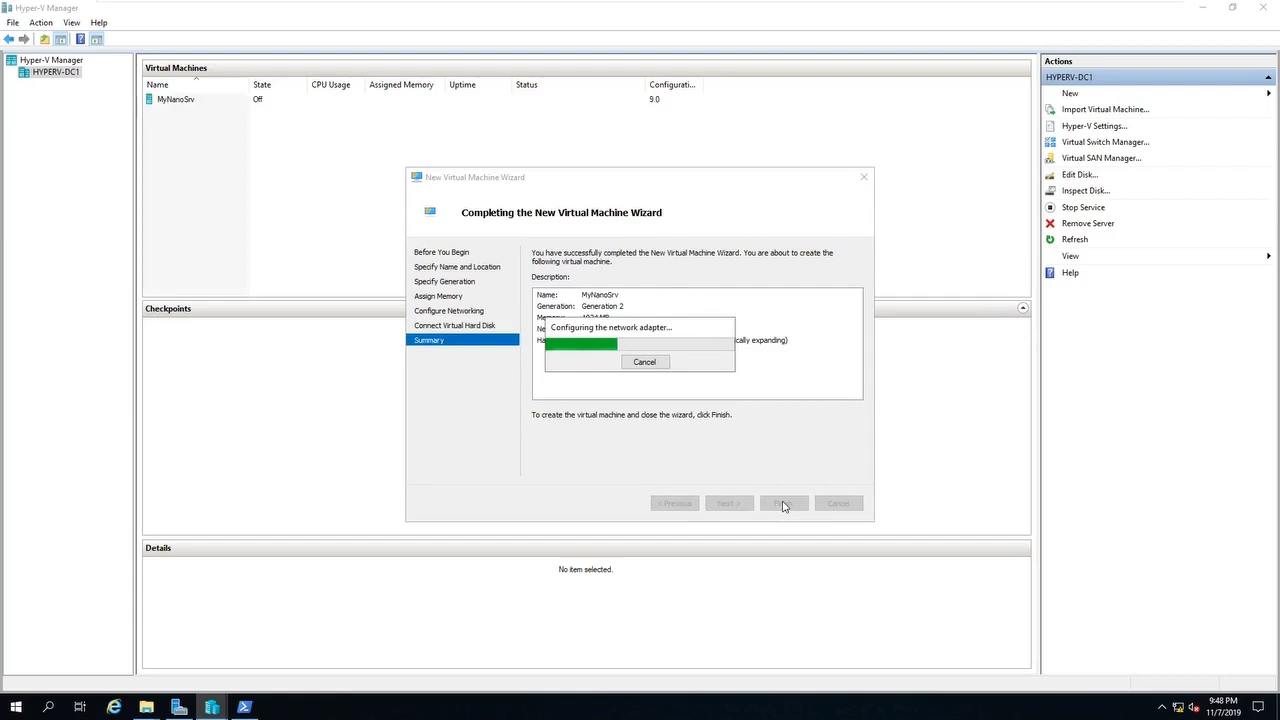 Hyper-V Manager
File Action View Help
Hyper-V Manager
HYPERV-DC1
Virtual Machines
Name State CPU Usage Assigned Memory Uptime Status Configurati...
MyNanoSrv Off 9.0
New Virtual Machine Wizard
Completing the New Virtual Machine Wizard
Before You Begin
Specify Name and Location
Specify Generation
Assign Memory
Configure Networking
Connect Virtual Hard Disk
Summary
You have successfully completed the New Virtual Machine Wizard. You are about to create the
following virtual machine.
Description:
Name: MyNanoSrv
Generation: Generation 2
Configuring the network adapter...
cally expanding)
Cancel
To create the virtual machine and close the wizard, click Finish.
< Previous Next > Cancel
Checkpoints
Details
No item selected.
Actions
HYPERV-DC1
New
Import Virtual Machine...
Hyper-V Settings...
Virtual Switch Manager...
Virtual SAN Manager...
Edit Disk...
Inspect Disk...
Stop Service
Remove Server
Refresh
View
Help
9:48 PM
11/7/2019